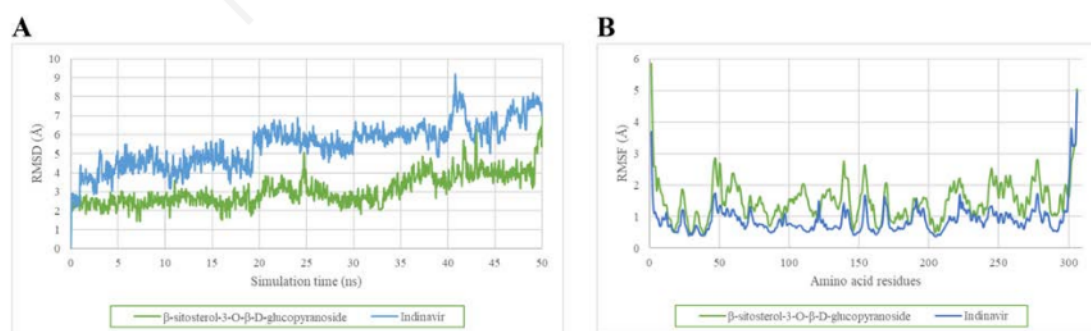 A
10
9
8
7
6
5
4
3
2
1
0
RMSD (Å)
0 5 10 15 20 25 30 35 40 45 50
Simulation time (ns)
β-sitosterol-3-O-β-D-glucopyranoside Indinavir
B
6
5
4
3
2
1
0
RMSF (Å)
0 50 100 150 200 250 300
Amino acid residues
β-sitosterol-3-O-β-D-glucopyranoside Indinavir